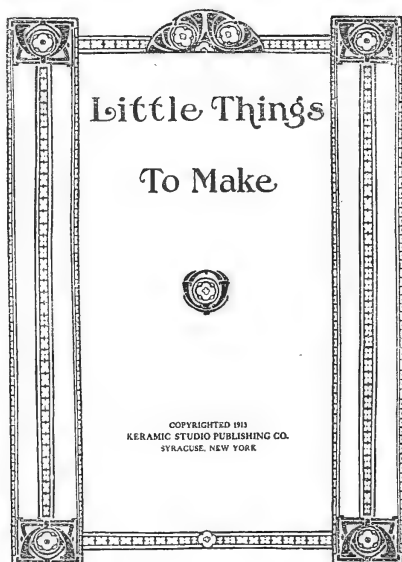 Little Things
To Make
COPYRIGHTED 1913
KERAMIC STUDIO PUBLISHING CO.
SYRACUSE, NEW YORK